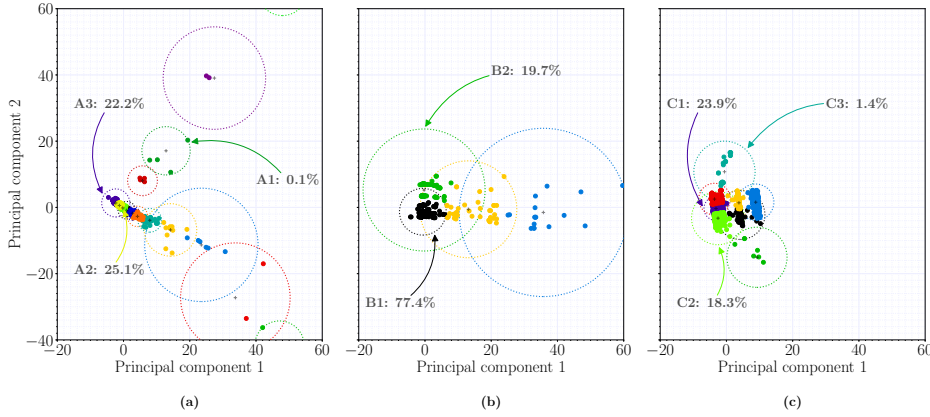 60
40
20
0
−20
−40
Principal component 2
−20
0
20
40
60
Principal component 1
A3: 22.2%
A1: 0.1%
A2: 25.1%
(a)
−20
0
20
40
60
Principal component 1
B2: 19.7%
B1: 77.4%
(b)
−20
0
20
40
60
Principal component 1
C1: 23.9%
C3: 1.4%
C2: 18.3%
(c)